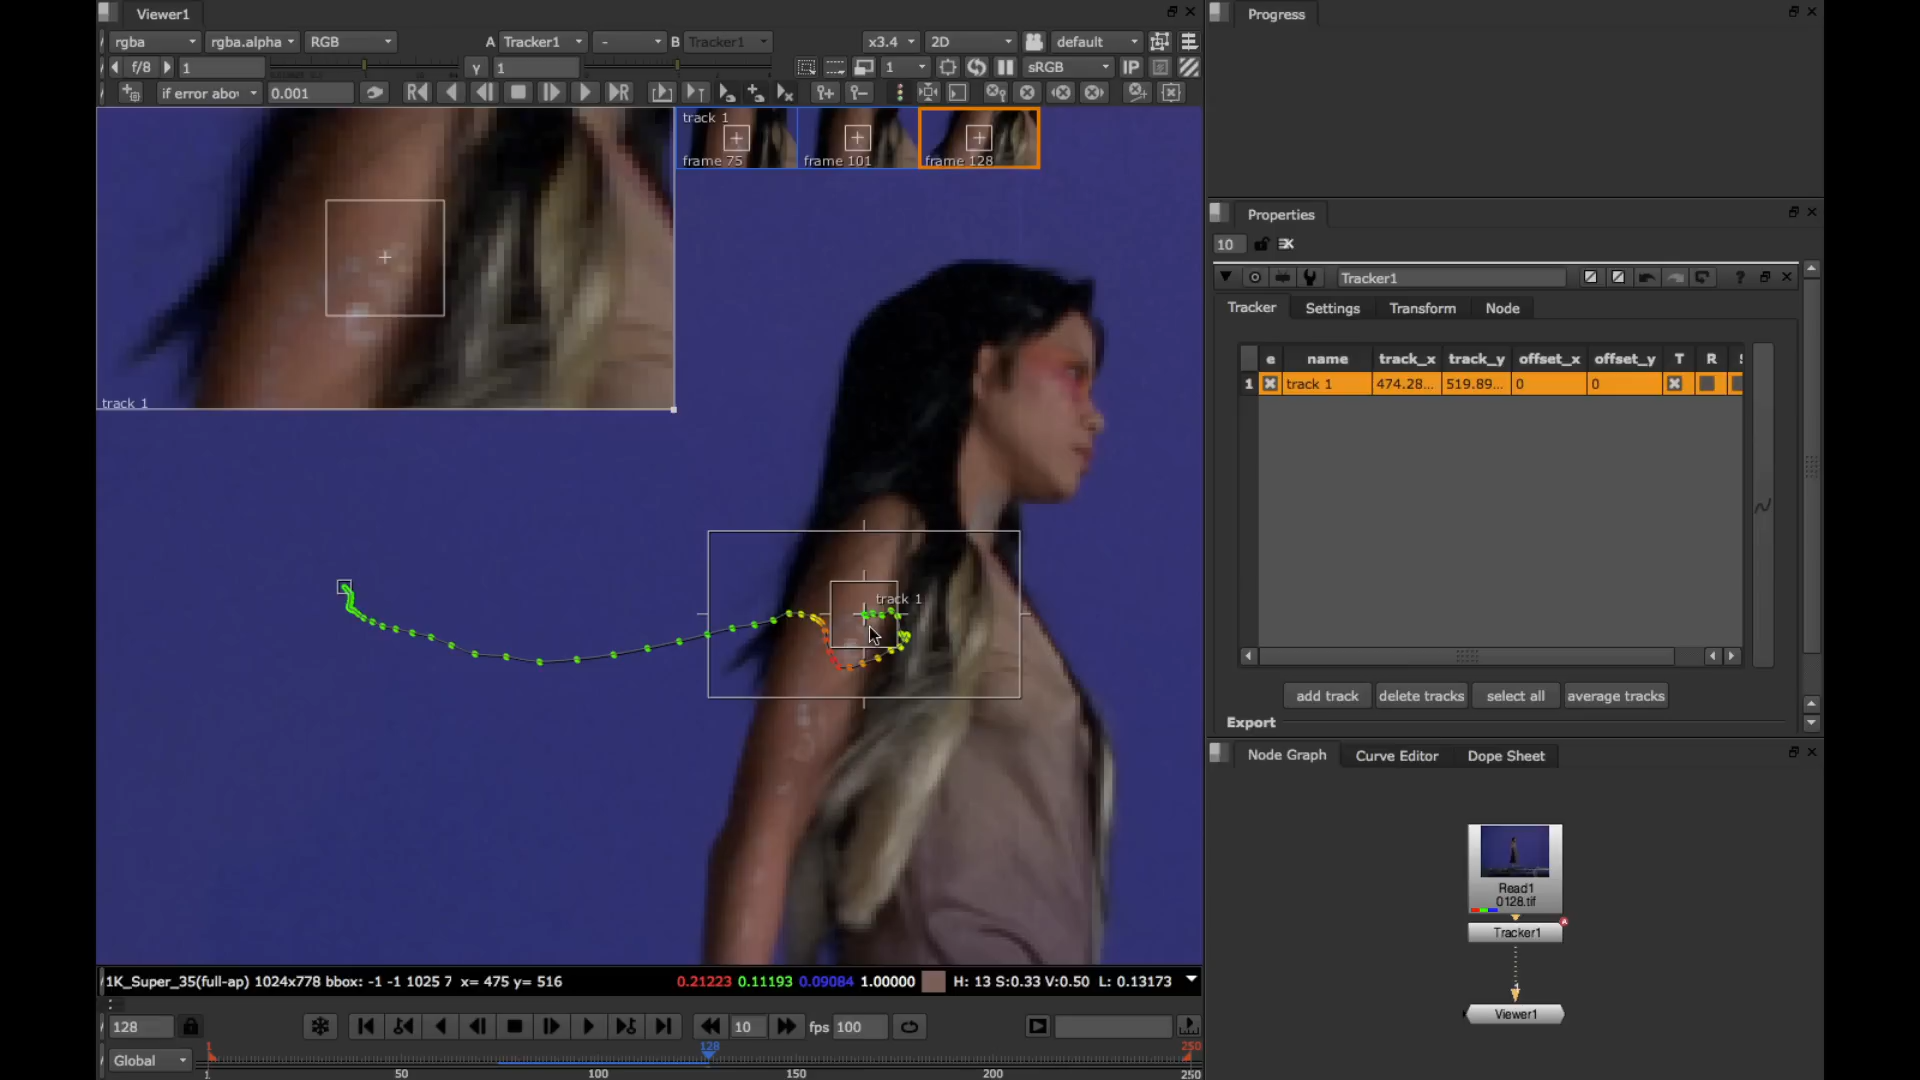 Viewer1
rgba rgba.alpha RGB A Tracker1 - B Tracker1 x3.4 2D default
f/8 1 γ 1 1 sRGB IP
if error abov 0.001
track 1
frame 75
frame 101
frame 128
track 1
track 1
1K_Super_35(full-ap) 1024x778 bbox: -1 -1 1025 7 x= 475 y= 516 0.21223 0.11193 0.09084 1.00000 H: 13 S:0.33 V:0.50 L: 0.13173
128 10 fps 100
Global 1 128 250
1 50 100 150 200 250
Progress
Properties
10
Tracker1
Tracker Settings Transform Node
e name track_x track_y offset_x offset_y T R
1 track 1 474.28... 519.89... 0 0
add track delete tracks select all average tracks
Export
Node Graph Curve Editor Dope Sheet
Read1
0128.tif
Tracker1
Viewer1